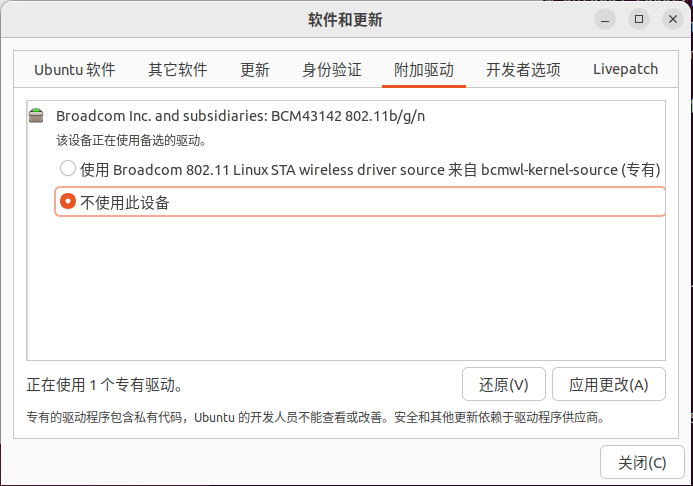 软件和更新
Ubuntu 软件 其它软件 更新 身份验证 附加驱动 开发者选项 Livepatch
Broadcom Inc. and subsidiaries: BCM43142 802.11b/g/n
该设备正在使用备选的驱动。
使用 Broadcom 802.11 Linux STA wireless driver source 来自 bcmwl-kernel-source (专有)
不使用此设备
正在使用 1 个专有驱动。 还原(V) 应用更改(A)
专有的驱动程序包含私有代码，Ubuntu 的开发人员不能查看或改善。安全和其他更新依赖于驱动程序供应商。
关闭(C)